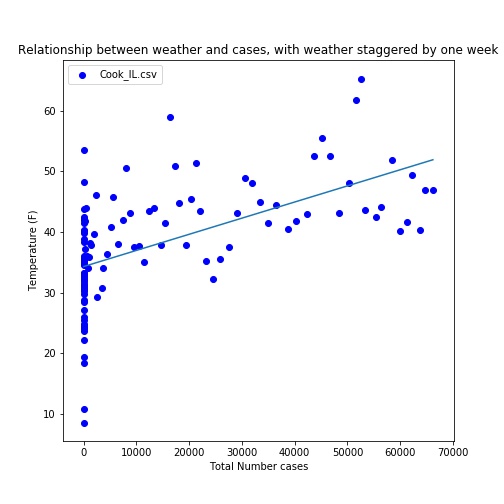 Relationship between weather and cases, with weather staggered by one week
Cook_IL.csv
60
50
40
30
20
10
Temperature (F)
0 10000 20000 30000 40000 50000 60000 70000
Total Number cases